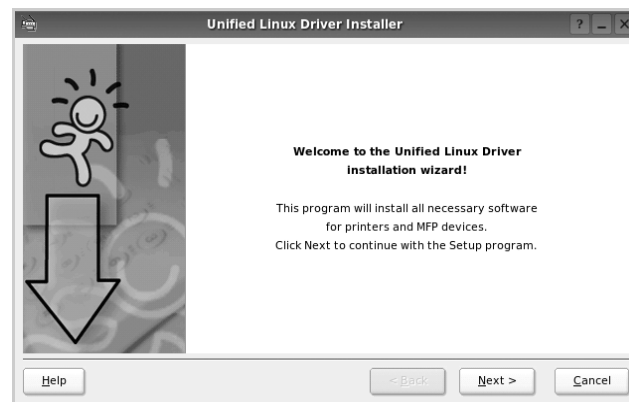 Unified Linux Driver Installer
Welcome to the Unified Linux Driver
installation wizard!
This program will install all necessary software
for printers and MFP devices.
Click Next to continue with the Setup program.
Help
< Back
Next >
Cancel